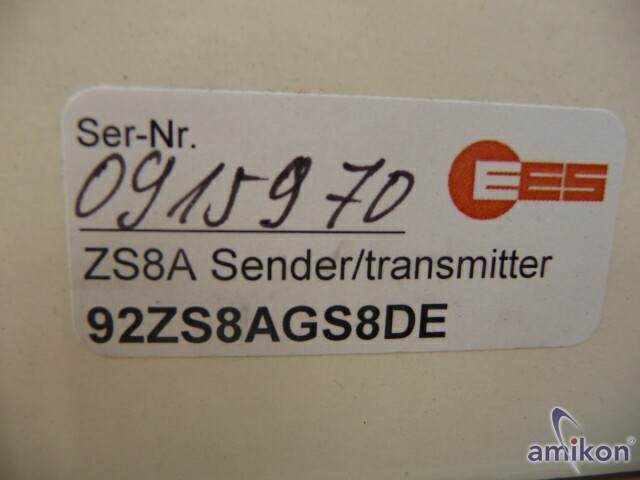 Ser-Nr.
EES
0915970
ZS8A Sender/transmitter
92ZS8AGS8DE
amikon®